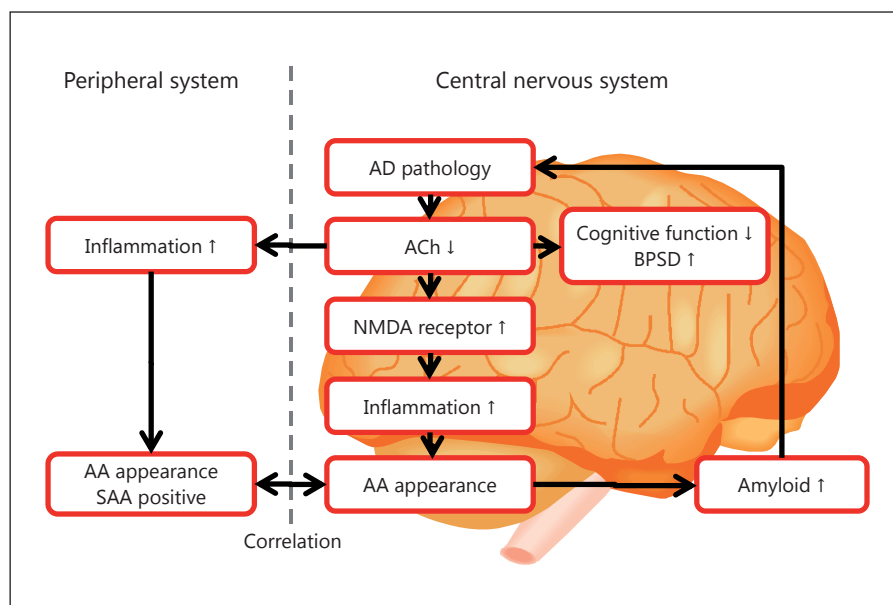 Peripheral system
Central nervous system
AD pathology
Inflammation ↑
ACh ↓
Cognitive function ↓
BPSD ↑
NMDA receptor ↑
Inflammation ↑
AA appearance
SAA positive
AA appearance
Amyloid ↑
Correlation